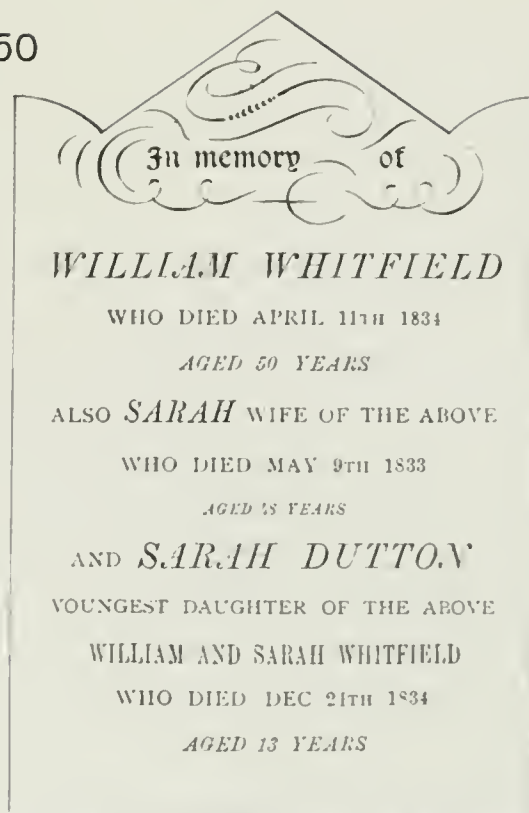 50
In memory of
WILLIAM WHITFIELD
WHO DIED APRIL 11TH 1834
AGED 50 YEARS
ALSO SARAH WIFE OF THE ABOVE
WHO DIED MAY 9TH 1833
AGED YEARS
AND SARAH DUTTON
YOUNGEST DAUGHTER OF THE ABOVE
WILLIAM AND SARAH WHITFIELD
WHO DIED DEC 1834
AGED 13 YEARS